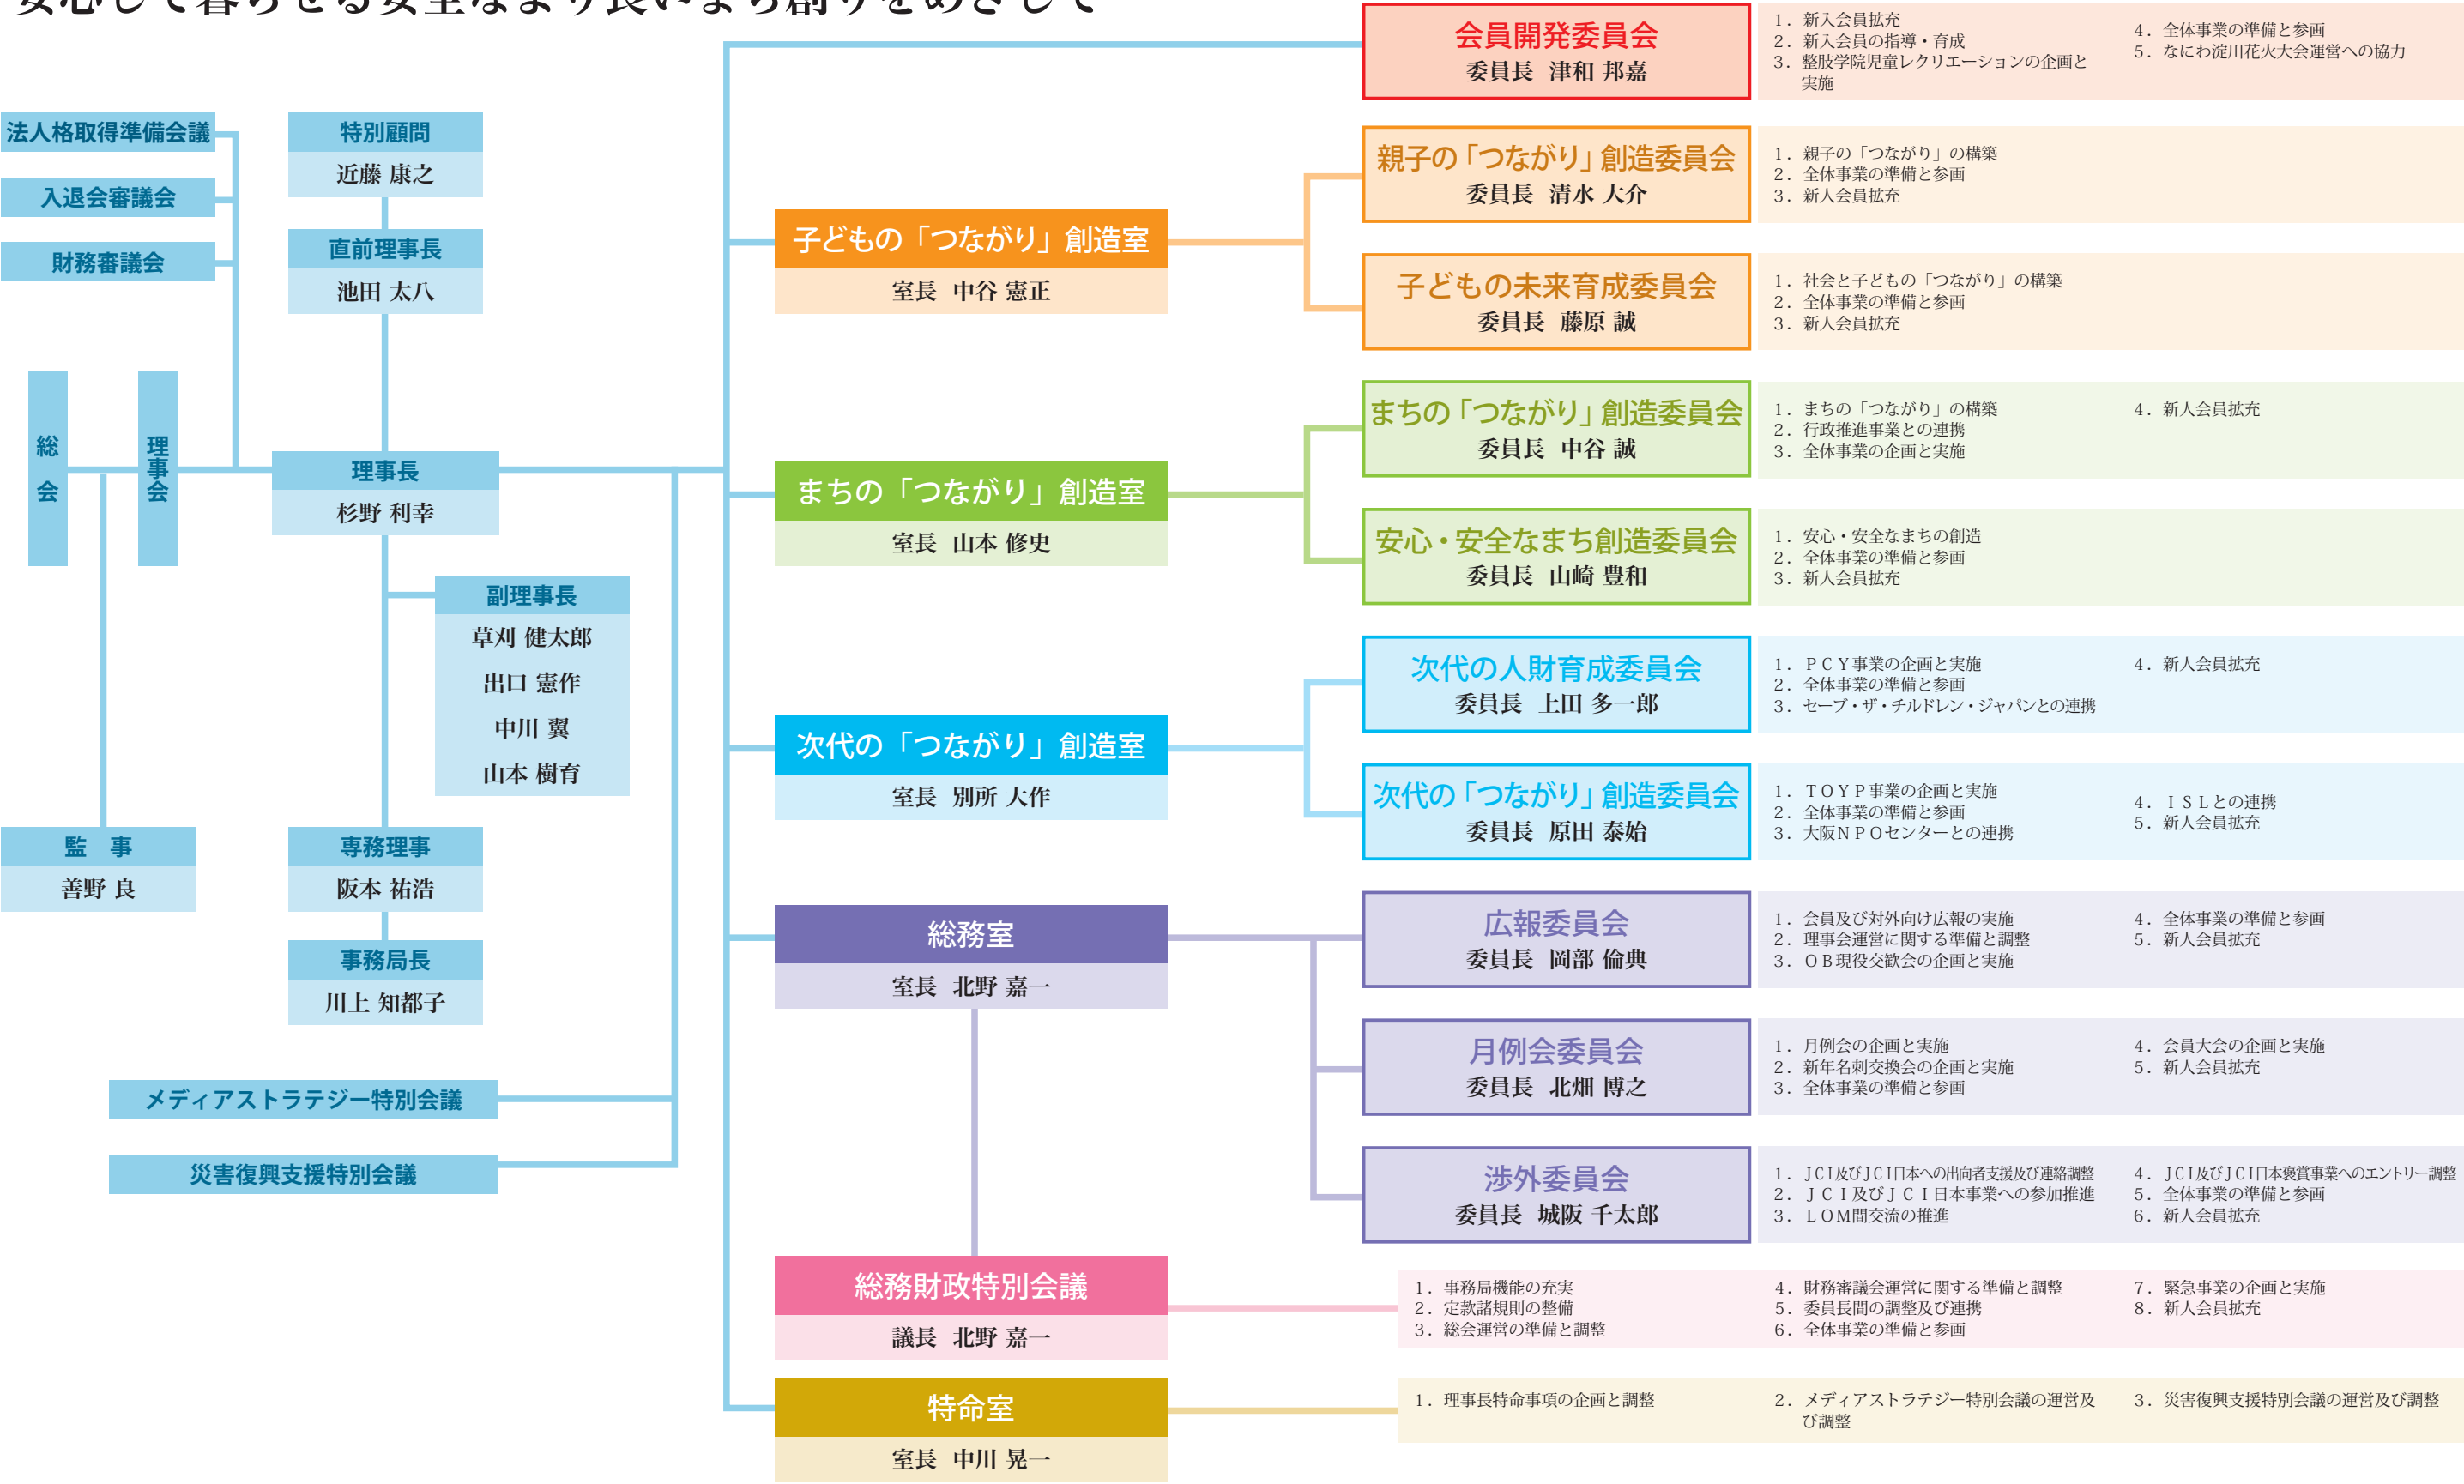 安心して暮らせる安全なより良いまち創りをめざして
法人格取得準備会議
入退会審議会
財務審議会
特別顧問
近藤 康之
直前理事長
池田 太八
総会
理事会
理事長
杉野 利幸
副理事長
草刈 健太郎
出口 憲作
中川 翼
山本 樹育
監　事
善野 良
専務理事
阪本 祐浩
事務局長
川上 知都子
メディアストラテジー特別会議
災害復興支援特別会議
会員開発委員会
委員長 津和 邦嘉
1．新入会員拡充
2．新入会員の指導・育成
3．整肢学院児童レクリエーションの企画と
実施
4．全体事業の準備と参画
5．なにわ淀川花火大会運営への協力
子どもの「つながり」創造室
室長 中谷 憲正
親子の「つながり」創造委員会
委員長 清水 大介
1．親子の「つながり」の構築
2．全体事業の準備と参画
3．新人会員拡充
子どもの未来育成委員会
委員長 藤原 誠
1．社会と子どもの「つながり」の構築
2．全体事業の準備と参画
3．新人会員拡充
まちの「つながり」創造室
室長 山本 修史
まちの「つながり」創造委員会
委員長 中谷 誠
1．まちの「つながり」の構築
2．行政推進事業との連携
3．全体事業の企画と実施
4．新人会員拡充
安心・安全なまち創造委員会
委員長 山崎 豊和
1．安心・安全なまちの創造
2．全体事業の準備と参画
3．新人会員拡充
次代の「つながり」創造室
室長 別所 大作
次代の人財育成委員会
委員長 上田 多一郎
1．ＰＣＹ事業の企画と実施
2．全体事業の準備と参画
3．セーブ・ザ・チルドレン・ジャパンとの連携
4．新人会員拡充
次代の「つながり」創造委員会
委員長 原田 泰始
1．ＴＯＹＰ事業の企画と実施
2．全体事業の準備と参画
3．大阪ＮＰＯセンターとの連携
4．ＩＳＬとの連携
5．新人会員拡充
総務室
室長 北野 嘉一
広報委員会
委員長 岡部 倫典
1．会員及び対外向け広報の実施
2．理事会運営に関する準備と調整
3．ＯＢ現役交歓会の企画と実施
4．全体事業の準備と参画
5．新人会員拡充
月例会委員会
委員長 北畑 博之
1．月例会の企画と実施
2．新年名刺交換会の企画と実施
3．全体事業の準備と参画
4．会員大会の企画と実施
5．新人会員拡充
渉外委員会
委員長 城阪 千太郎
1．ＪＣＩ及びＪＣＩ日本への出向者支援及び連絡調整
2．ＪＣＩ及びＪＣＩ日本事業への参加推進
3．ＬＯＭ間交流の推進
4．ＪＣＩ及びＪＣＩ日本褒賞事業へのエントリー調整
5．全体事業の準備と参画
6．新人会員拡充
総務財政特別会議
議長 北野 嘉一
1．事務局機能の充実
2．定款諸規則の整備
3．総会運営の準備と調整
4．財務審議会運営に関する準備と調整
5．委員長間の調整及び連携
6．全体事業の準備と参画
7．緊急事業の企画と実施
8．新人会員拡充
特命室
室長 中川 晃一
1．理事長特命事項の企画と調整
2．メディアストラテジー特別会議の運営及
び調整
3．災害復興支援特別会議の運営及び調整